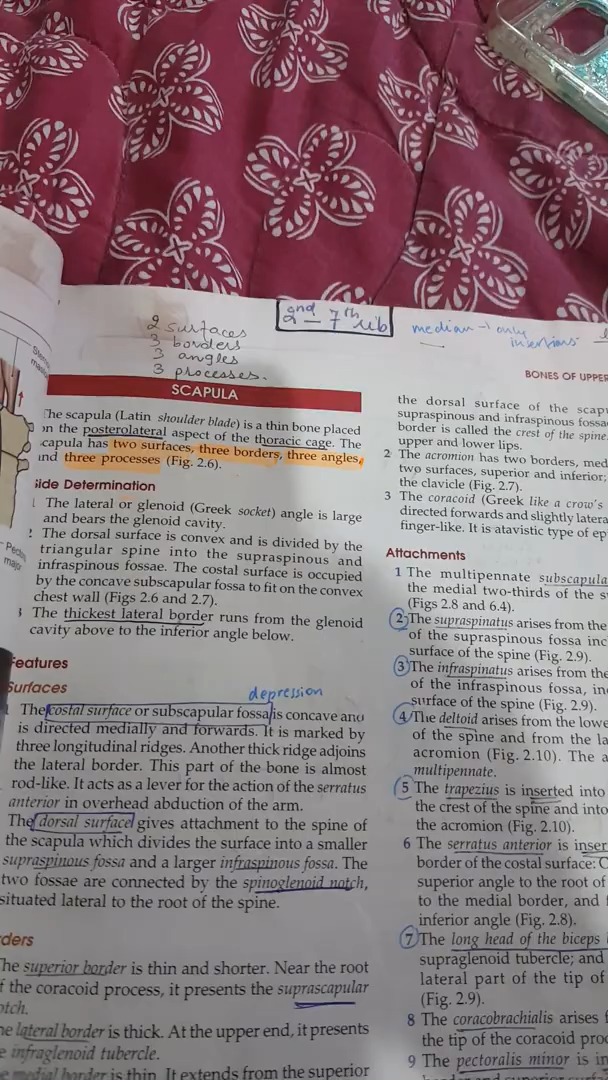 2 surfaces
3 borders
3 angles
3 processes.
2nd - 7th rib
median → only
insertions
SCAPULA
The scapula (Latin shoulder blade) is a thin bone placed
on the posterolateral aspect of the thoracic cage. The
scapula has two surfaces, three borders, three angles,
and three processes (Fig. 2.6).
Side Determination
1 The lateral or glenoid (Greek socket) angle is large
and bears the glenoid cavity.
2 The dorsal surface is convex and is divided by the
triangular spine into the supraspinous and
infraspinous fossae. The costal surface is occupied
by the concave subscapular fossa to fit on the convex
chest wall (Figs 2.6 and 2.7).
3 The thickest lateral border runs from the glenoid
cavity above to the inferior angle below.
Features
Surfaces
depression
The costal surface or subscapular fossa is concave and
is directed medially and forwards. It is marked by
three longitudinal ridges. Another thick ridge adjoins
the lateral border. This part of the bone is almost
rod-like. It acts as a lever for the action of the serratus
anterior in overhead abduction of the arm.
The dorsal surface gives attachment to the spine of
the scapula which divides the surface into a smaller
supraspinous fossa and a larger infraspinous fossa. The
two fossae are connected by the spinoglenoid notch,
situated lateral to the root of the spine.
ders
The superior border is thin and shorter. Near the root
of the coracoid process, it presents the suprascapular
notch.
The lateral border is thick. At the upper end, it presents
the infraglenoid tubercle.
The medial border is thin. It extends from the superior
BONES OF UPPER
the dorsal surface of the scap
supraspinous and infraspinous fossa
border is called the crest of the spine.
upper and lower lips.
2 The acromion has two borders, med
two surfaces, superior and inferior;
the clavicle (Fig. 2.7).
3 The coracoid (Greek like a crow's
directed forwards and slightly latera
finger-like. It is atavistic type of ep
Attachments
1 The multipennate subscapula
the medial two-thirds of the s
(Figs 2.8 and 6.4).
2 The supraspinatus arises from the
of the supraspinous fossa inc
surface of the spine (Fig. 2.9).
3 The infraspinatus arises from the
of the infraspinous fossa, in
surface of the spine (Fig. 2.9).
4 The deltoid arises from the lowe
of the spine and from the la
acromion (Fig. 2.10). The a
multipennate.
5 The trapezius is inserted into
the crest of the spine and into
the acromion (Fig. 2.10).
6 The serratus anterior is inser
border of the costal surface: O
superior angle to the root of
to the medial border, and
inferior angle (Fig. 2.8).
7 The long head of the biceps
supraglenoid tubercle; and
lateral part of the tip of
(Fig. 2.9).
8 The coracobrachialis arises f
the tip of the coracoid pro
9 The pectoralis minor is in